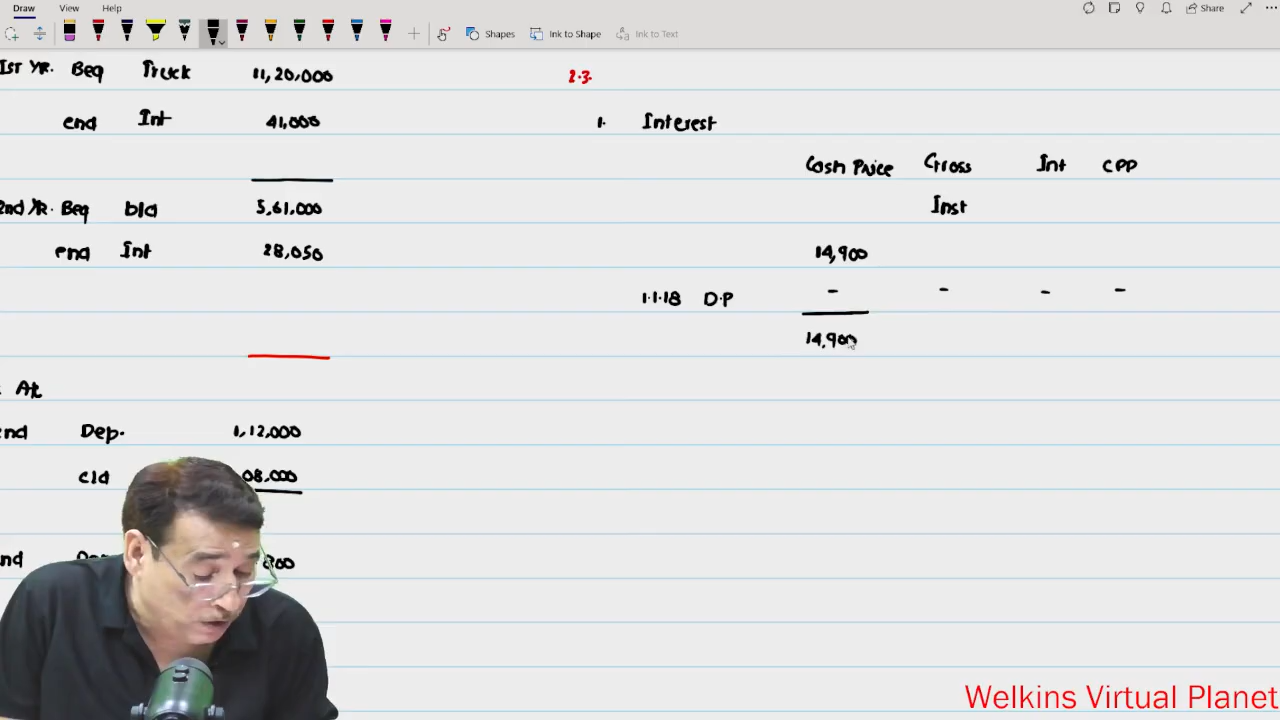 Draw View Help
Share
Shapes Ink to Shape Ink to Text
1st YR. Beg Truck 11,20,000
end Int 41,000
2nd YR. Beg b/d 5,61,000
end Int 28,050
At
end Dep. 1,12,000
c/d 08,000
end
800
2.3.
1. Interest
Cash Price Gross Int CPP
Inst
14,900
1.1.18 D.P - - - -
14,900
Welkins Virtual Planet